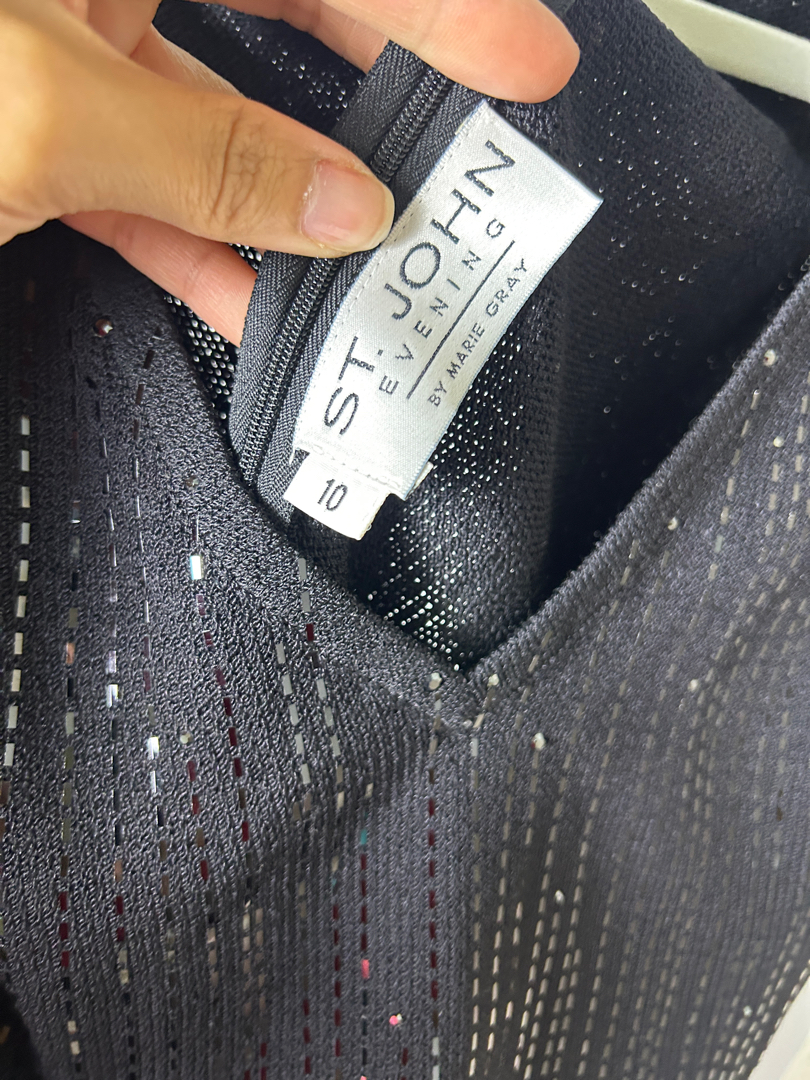 ST. JOHN
EVENING
BY MARIE GRAY
10